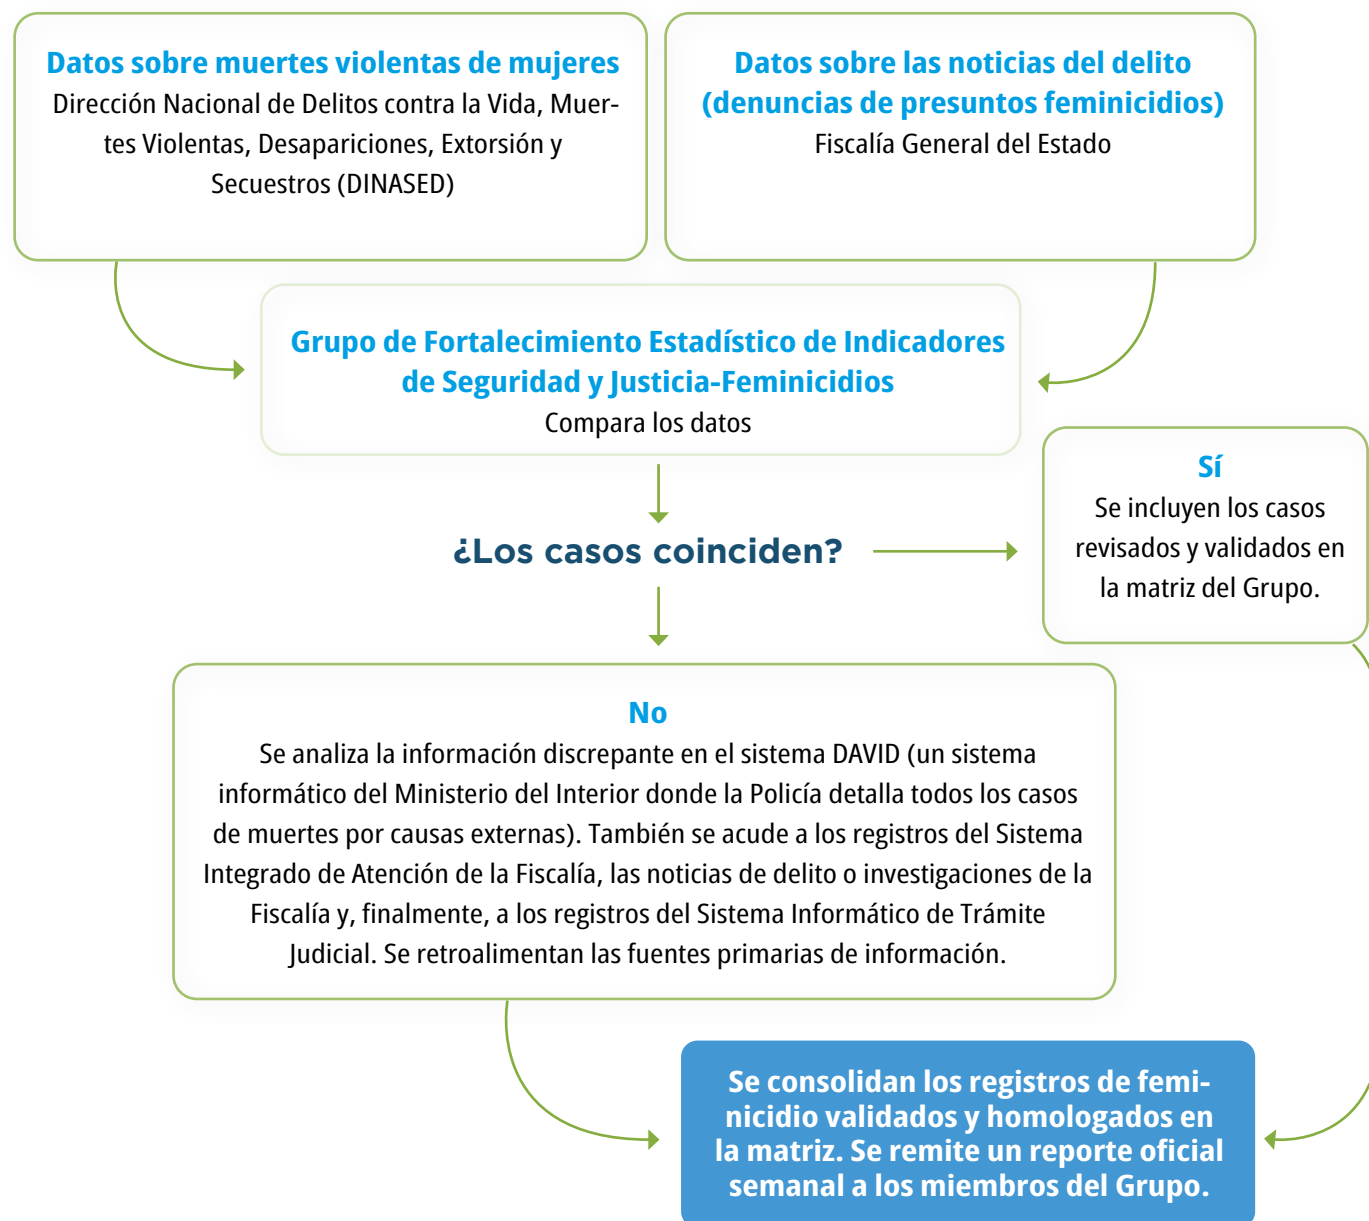 Datos sobre muertes violentas de mujeres
Dirección Nacional de Delitos contra la Vida, Muer-
tes Violentas, Desapariciones, Extorsión y
Secuestros (DINASED)
Datos sobre las noticias del delito
(denuncias de presuntos feminicidios)
Fiscalía General del Estado
Grupo de Fortalecimiento Estadístico de Indicadores
de Seguridad y Justicia-Feminicidios
Compara los datos
¿Los casos coinciden?
Sí
Se incluyen los casos
revisados y validados en
la matriz del Grupo.
No
Se analiza la información discrepante en el sistema DAVID (un sistema
informático del Ministerio del Interior donde la Policía detalla todos los casos
de muertes por causas externas). También se acude a los registros del Sistema
Integrado de Atención de la Fiscalía, las noticias de delito o investigaciones de la
Fiscalía y, finalmente, a los registros del Sistema Informático de Trámite
Judicial. Se retroalimentan las fuentes primarias de información.
Se consolidan los registros de femi-
nicidio validados y homologados en
la matriz. Se remite un reporte oficial
semanal a los miembros del Grupo.